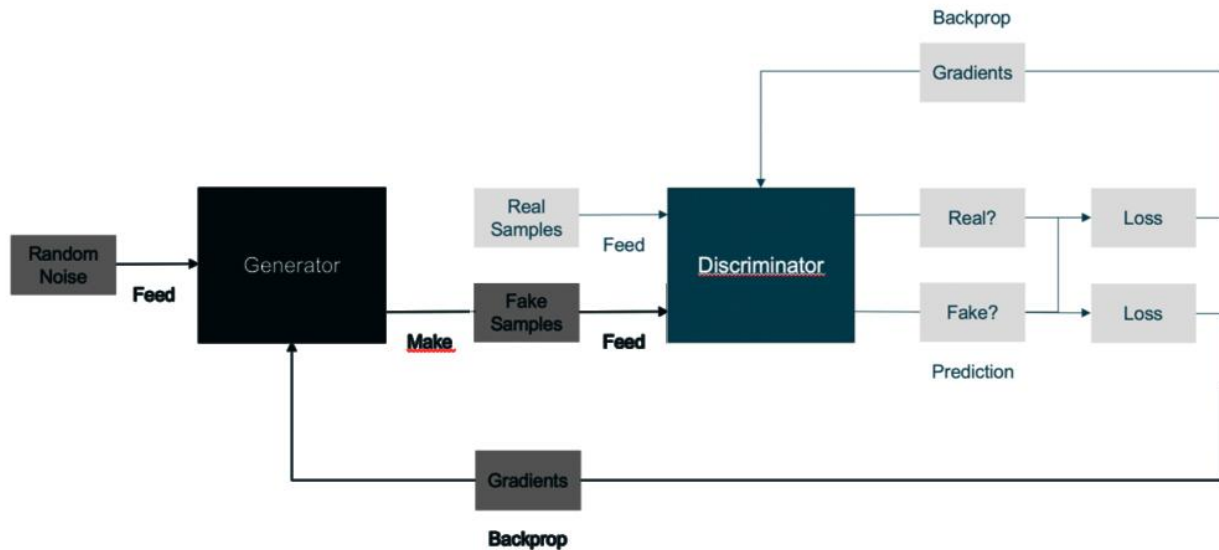 Backprop
Gradients
Real
Samples
Feed
Random
Noise
Feed
Generator
Make
Fake
Samples
Feed
Discriminator
Real?
Loss
Fake?
Loss
Prediction
Gradients
Backprop